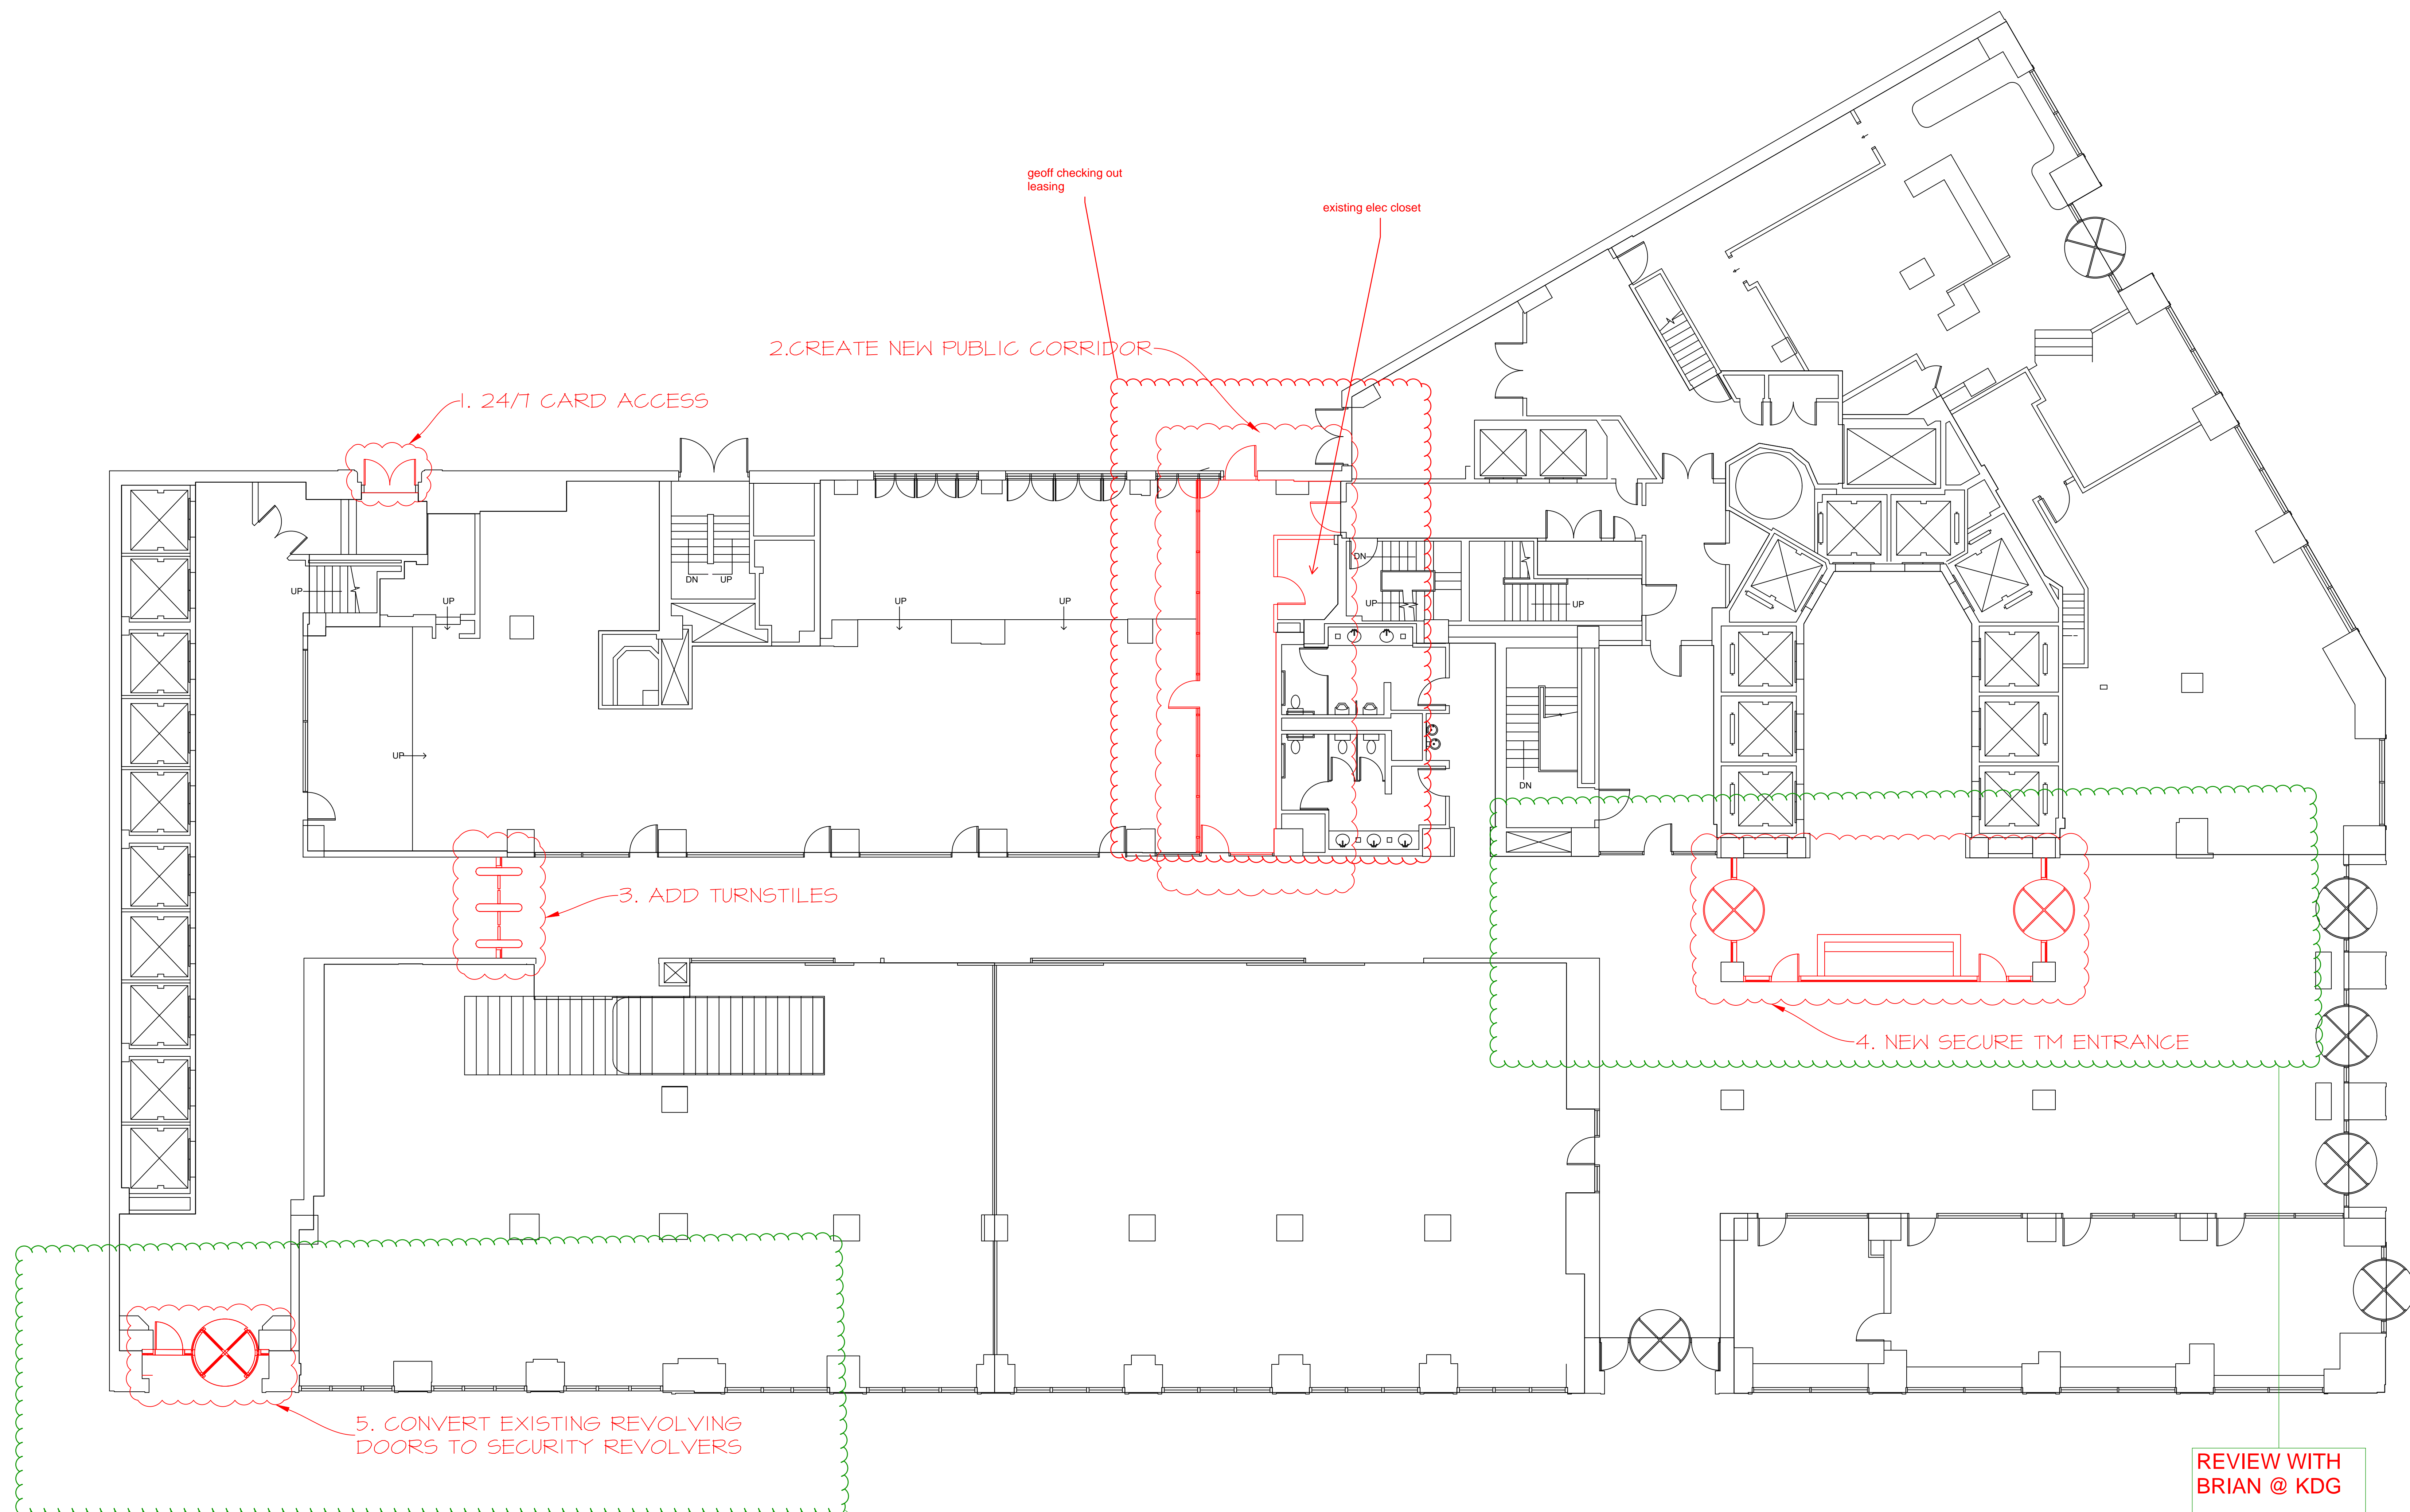 geoff checking out
leasing
existing elec closet
2.CREATE NEW PUBLIC CORRIDOR
1. 24/7 CARD ACCESS
DN
UP
DN
UP
UP
UP
UP
UP
UP
UP
UP
DN
3. ADD TURNSTILES
4. NEW SECURE TM ENTRANCE
5. CONVERT EXISTING REVOLVING
DOORS TO SECURITY REVOLVERS
REVIEW WITH
BRIAN @ KDG